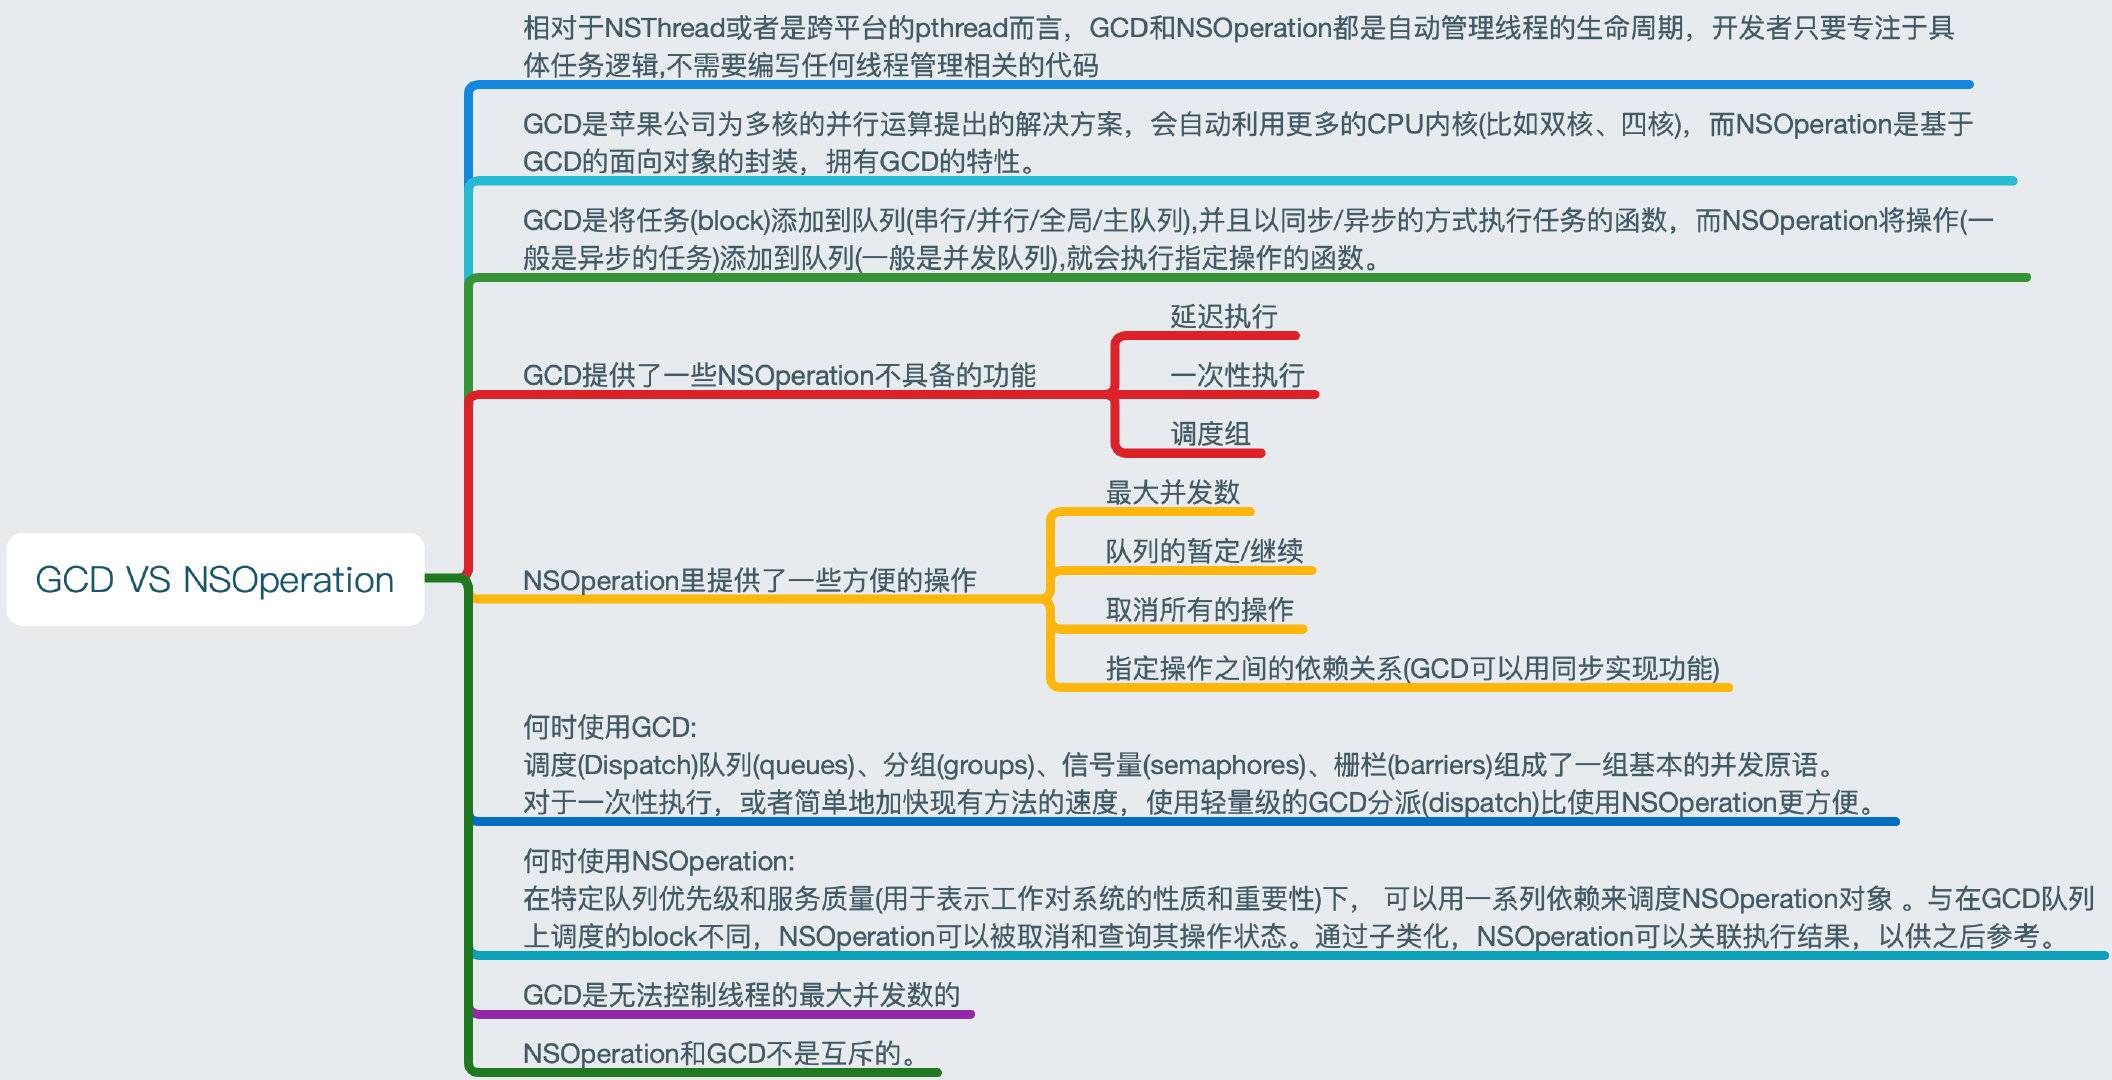 相对于NSThread或者是跨平台的pthread而言，GCD和NSOperation都是自动管理线程的生命周期，开发者只要专注于具
体任务逻辑,不需要编写任何线程管理相关的代码
GCD是苹果公司为多核的并行运算提出的解决方案，会自动利用更多的CPU内核(比如双核、四核)，而NSOperation是基于
GCD的面向对象的封装，拥有GCD的特性。
GCD是将任务(block)添加到队列(串行/并行/全局/主队列),并且以同步/异步的方式执行任务的函数，而NSOperation将操作(一
般是异步的任务)添加到队列(一般是并发队列),就会执行指定操作的函数。
GCD提供了一些NSOperation不具备的功能
延迟执行
一次性执行
调度组
GCD VS NSOperation
NSOperation里提供了一些方便的操作
最大并发数
队列的暂定/继续
取消所有的操作
指定操作之间的依赖关系(GCD可以用同步实现功能)
何时使用GCD:
调度(Dispatch)队列(queues)、分组(groups)、信号量(semaphores)、栅栏(barriers)组成了一组基本的并发原语。
对于一次性执行，或者简单地加快现有方法的速度，使用轻量级的GCD分派(dispatch)比使用NSOperation更方便。
何时使用NSOperation:
在特定队列优先级和服务质量(用于表示工作对系统的性质和重要性)下， 可以用一系列依赖来调度NSOperation对象 。与在GCD队列
上调度的block不同，NSOperation可以被取消和查询其操作状态。通过子类化，NSOperation可以关联执行结果，以供之后参考。
GCD是无法控制线程的最大并发数的
NSOperation和GCD不是互斥的。